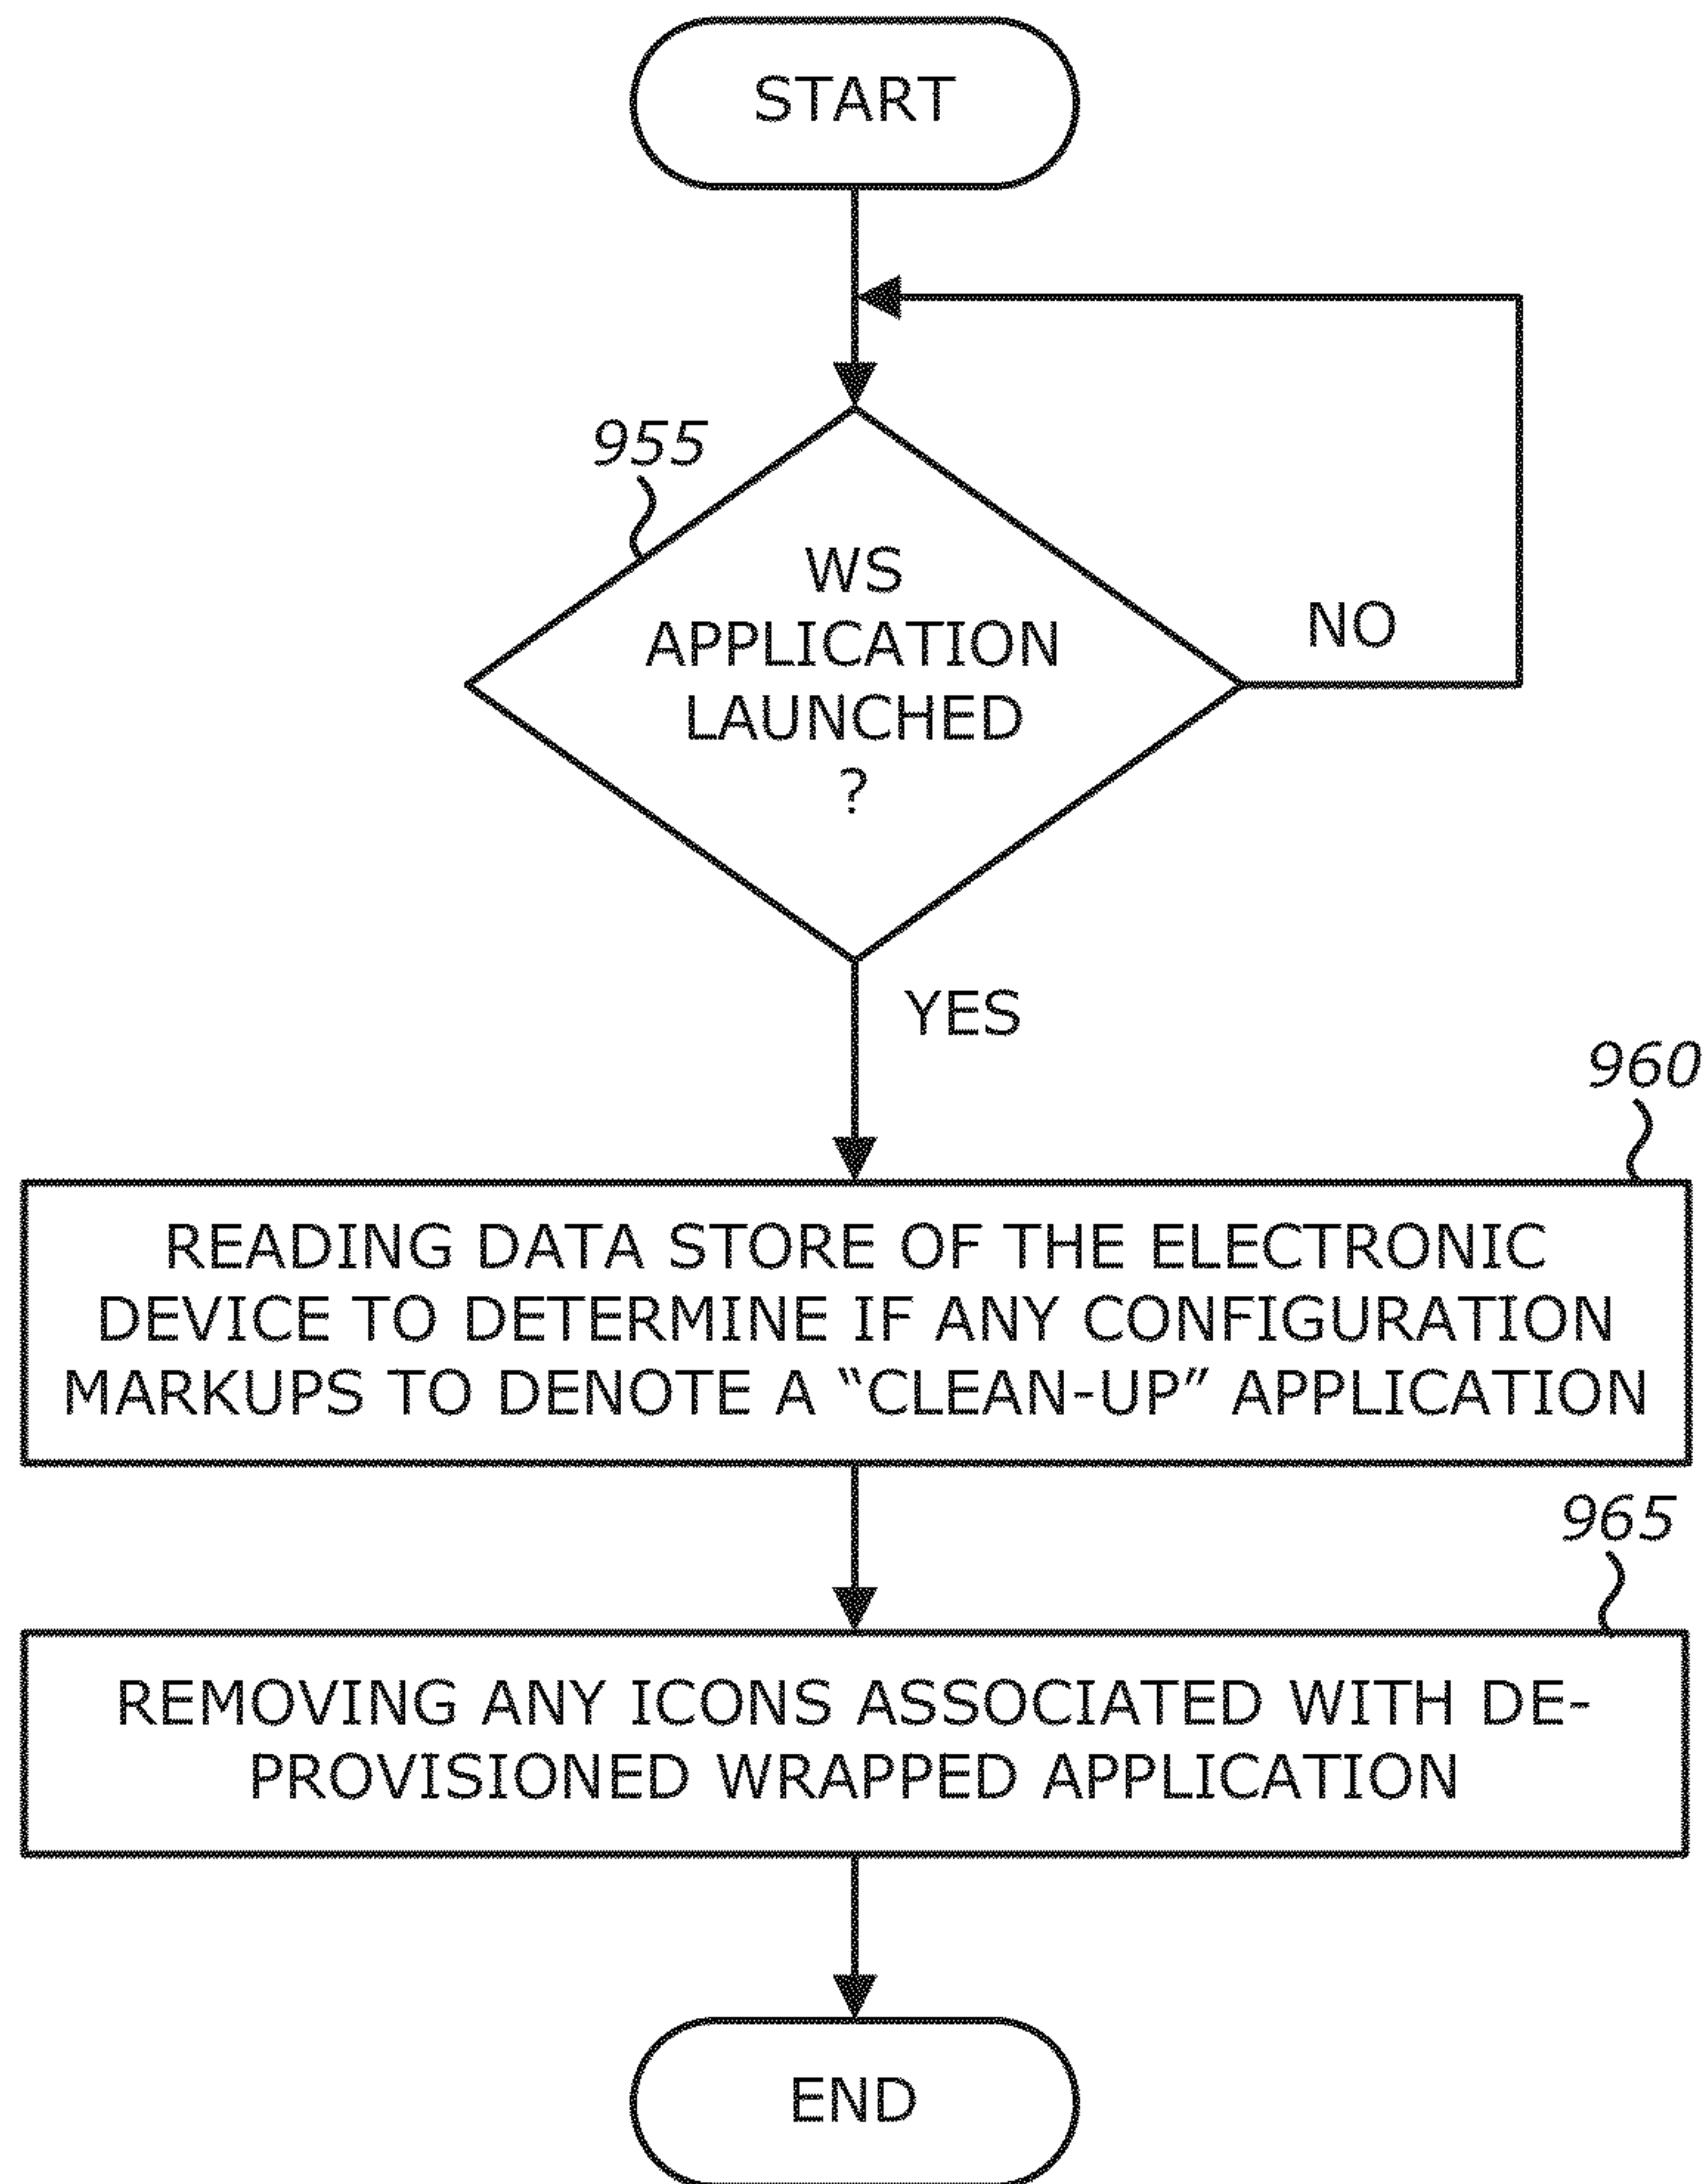 START
955
WS
APPLICATION
LAUNCHED
?
NO
YES
960
READING DATA STORE OF THE ELECTRONIC
DEVICE TO DETERMINE IF ANY CONFIGURATION
MARKUPS TO DENOTE A “CLEAN-UP” APPLICATION
965
REMOVING ANY ICONS ASSOCIATED WITH DE-
PROVISIONED WRAPPED APPLICATION
END